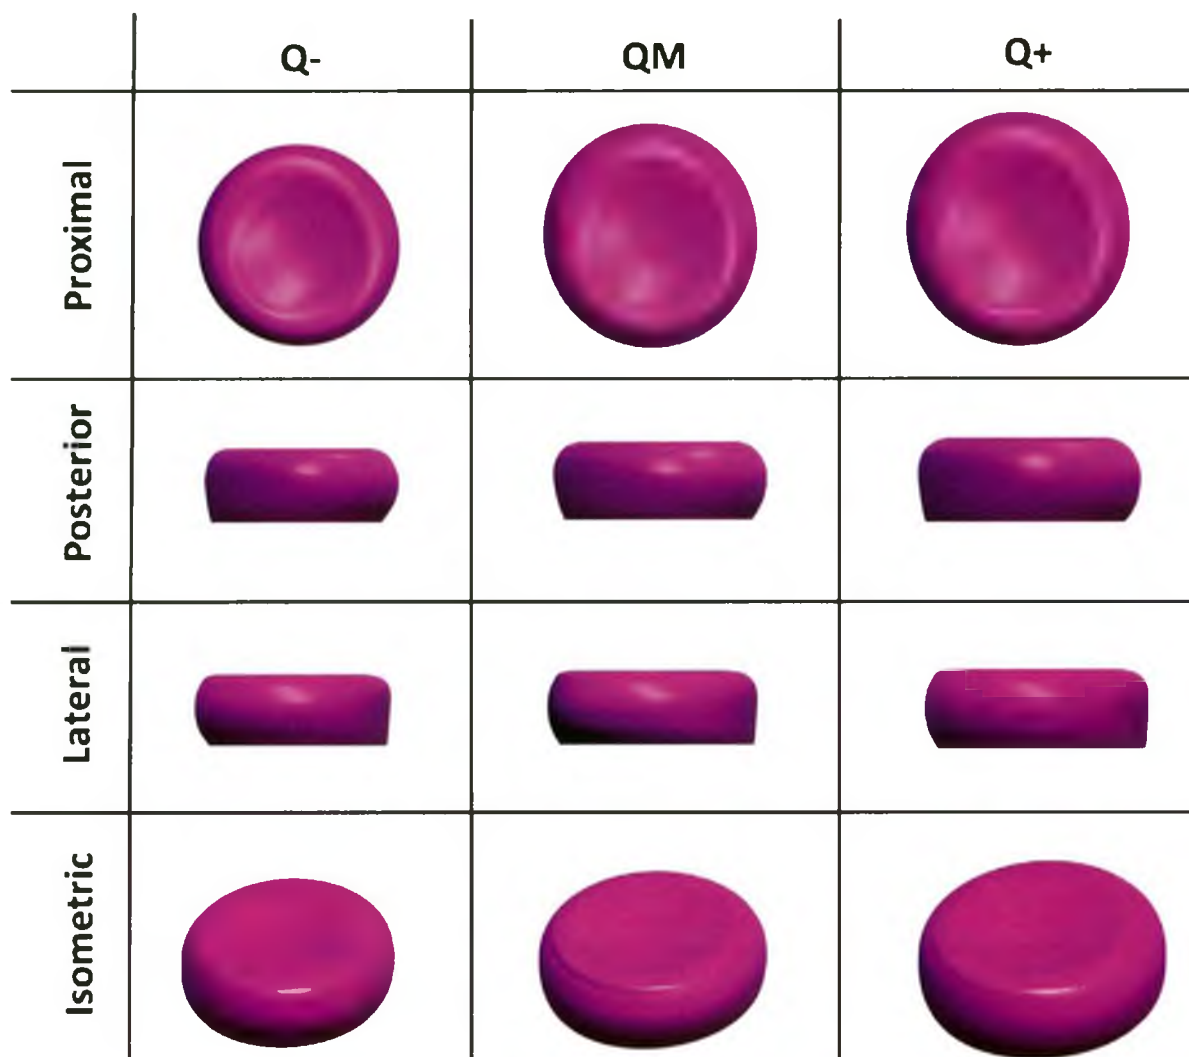 Q-
QM
Q+
Proximal
Posterior
Lateral
Isometric